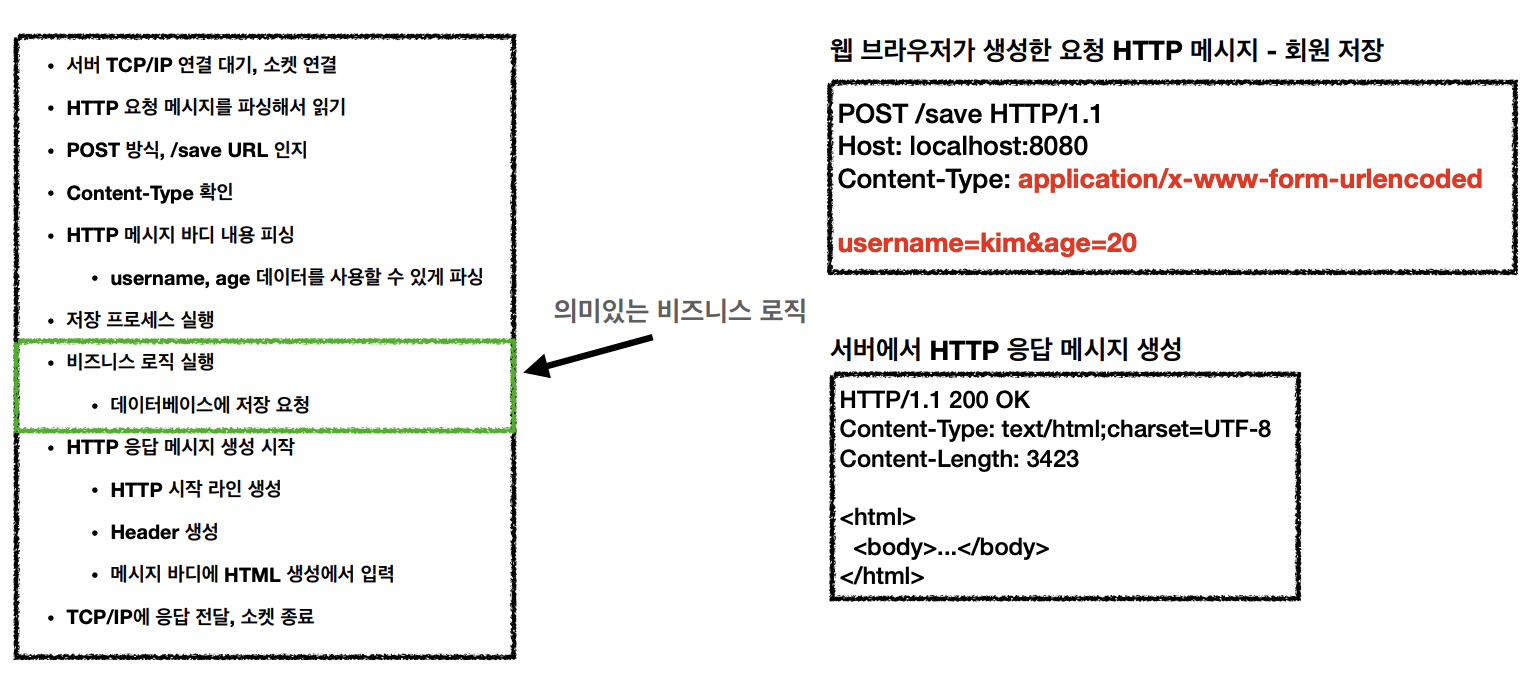 • 서버 TCP/IP 연결 대기, 소켓 연결
• HTTP 요청 메시지를 파싱해서 읽기
• POST 방식, /save URL 인지
• Content-Type 확인
• HTTP 메시지 바디 내용 피싱
• username, age 데이터를 사용할 수 있게 파싱
• 저장 프로세스 실행
• 비즈니스 로직 실행
• 데이터베이스에 저장 요청
• HTTP 응답 메시지 생성 시작
• HTTP 시작 라인 생성
• Header 생성
• 메시지 바디에 HTML 생성에서 입력
• TCP/IP에 응답 전달, 소켓 종료
의미있는 비즈니스 로직
웹 브라우저가 생성한 요청 HTTP 메시지 - 회원 저장
POST /save HTTP/1.1
Host: localhost:8080
Content-Type: application/x-www-form-urlencoded
username=kim&age=20
서버에서 HTTP 응답 메시지 생성
HTTP/1.1 200 OK
Content-Type: text/html;charset=UTF-8
Content-Length: 3423
<html>
<body>...</body>
</html>